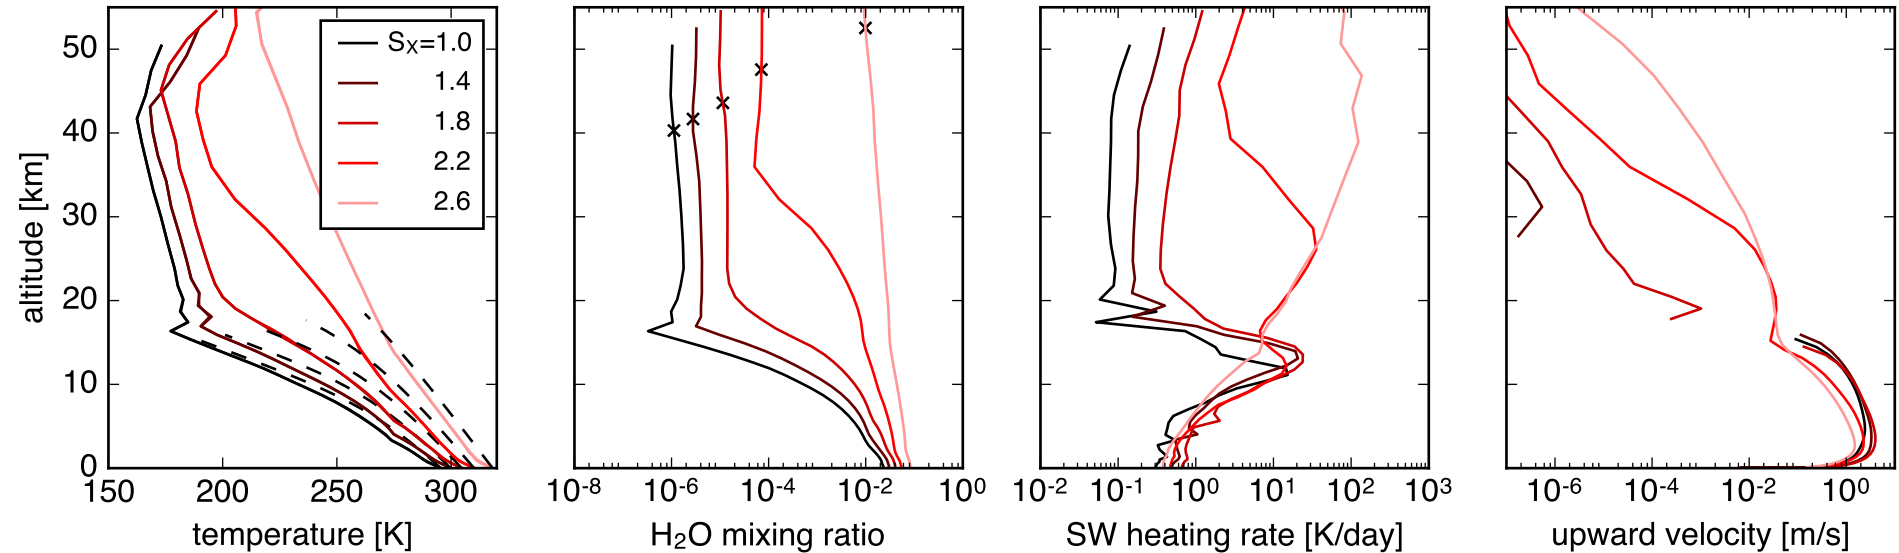 altitude [km]
50
40
30
20
10
0
S_X=1.0
1.4
1.8
2.2
2.6
150 200 250 300
temperature [K]
10^-8 10^-6 10^-4 10^-2 10^0
H₂O mixing ratio
10^-2 10^-1 10^0 10^1 10^2 10^3
SW heating rate [K/day]
10^-6 10^-4 10^-2 10^0
upward velocity [m/s]